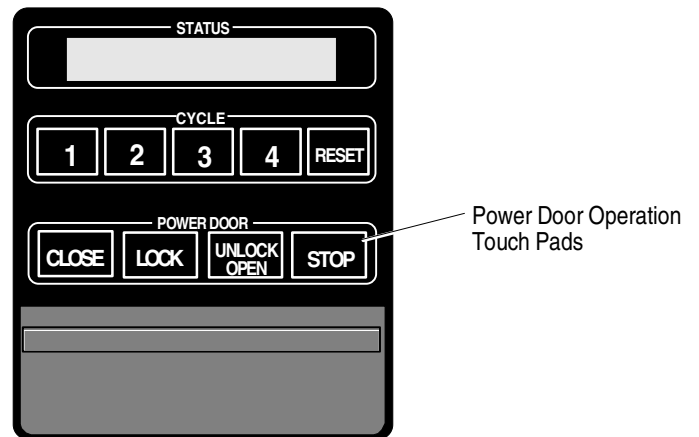 STATUS
CYCLE
1 2 3 4 RESET
POWER DOOR
CLOSE LOCK UNLOCK OPEN STOP
Power Door Operation
Touch Pads